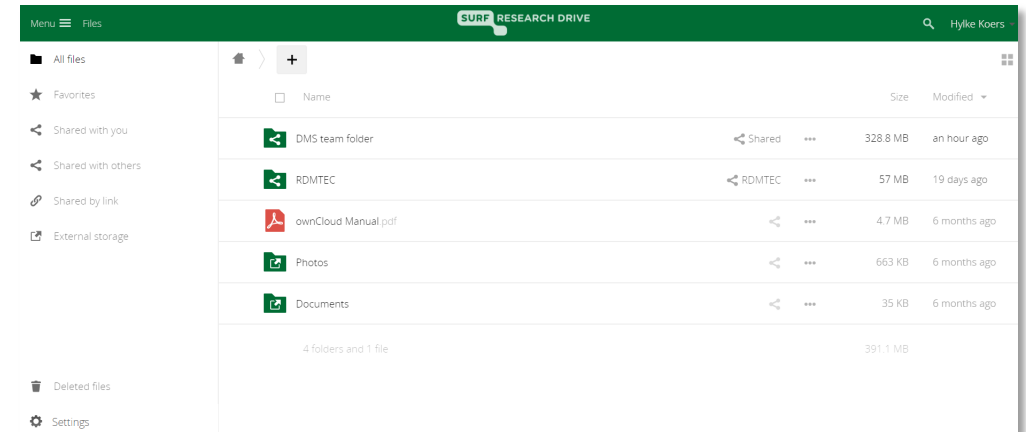 Menu Files SURF RESEARCH DRIVE Hylke Koers
All files
Favorites
Shared with you
Shared with others
Shared by link
External storage
Deleted files
Settings
+
Name Size Modified
DMS team folder Shared ••• 328.8 MB an hour ago
RDMTEC RDMTEC ••• 57 MB 19 days ago
ownCloud Manual.pdf ••• 4.7 MB 6 months ago
Photos ••• 663 KB 6 months ago
Documents ••• 35 KB 6 months ago
4 folders and 1 file 391.1 MB